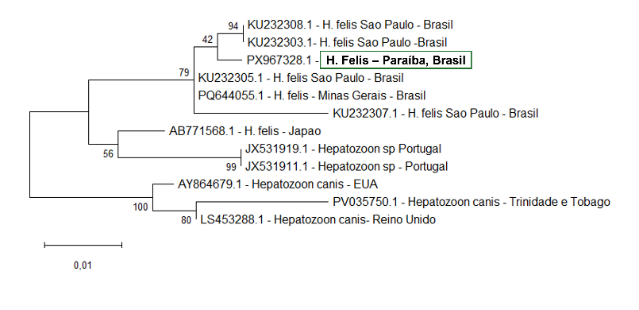 94
KU232308.1 - H. felis Sao Paulo - Brasil
42
KU232303.1- H. felis Sao Paulo -Brasil
PX967328.1 - H. Felis – Paraíba, Brasil
79
KU232305.1 - H. felis Sao Paulo - Brasil
PQ644055.1 - H. felis - Minas Gerais - Brasil
KU232307.1 - H. felis Sao Paulo - Brasil
AB771568.1 - H. felis - Japao
JX531919.1 - Hepatozoon sp Portugal
56
JX531911.1 - Hepatozoon sp - Portugal
99
AY864679.1 - Hepatozoon canis - EUA
PV035750.1 - Hepatozoon canis - Trinidade e Tobago
100
80
LS453288.1 - Hepatozoon canis- Reino Unido
0,01